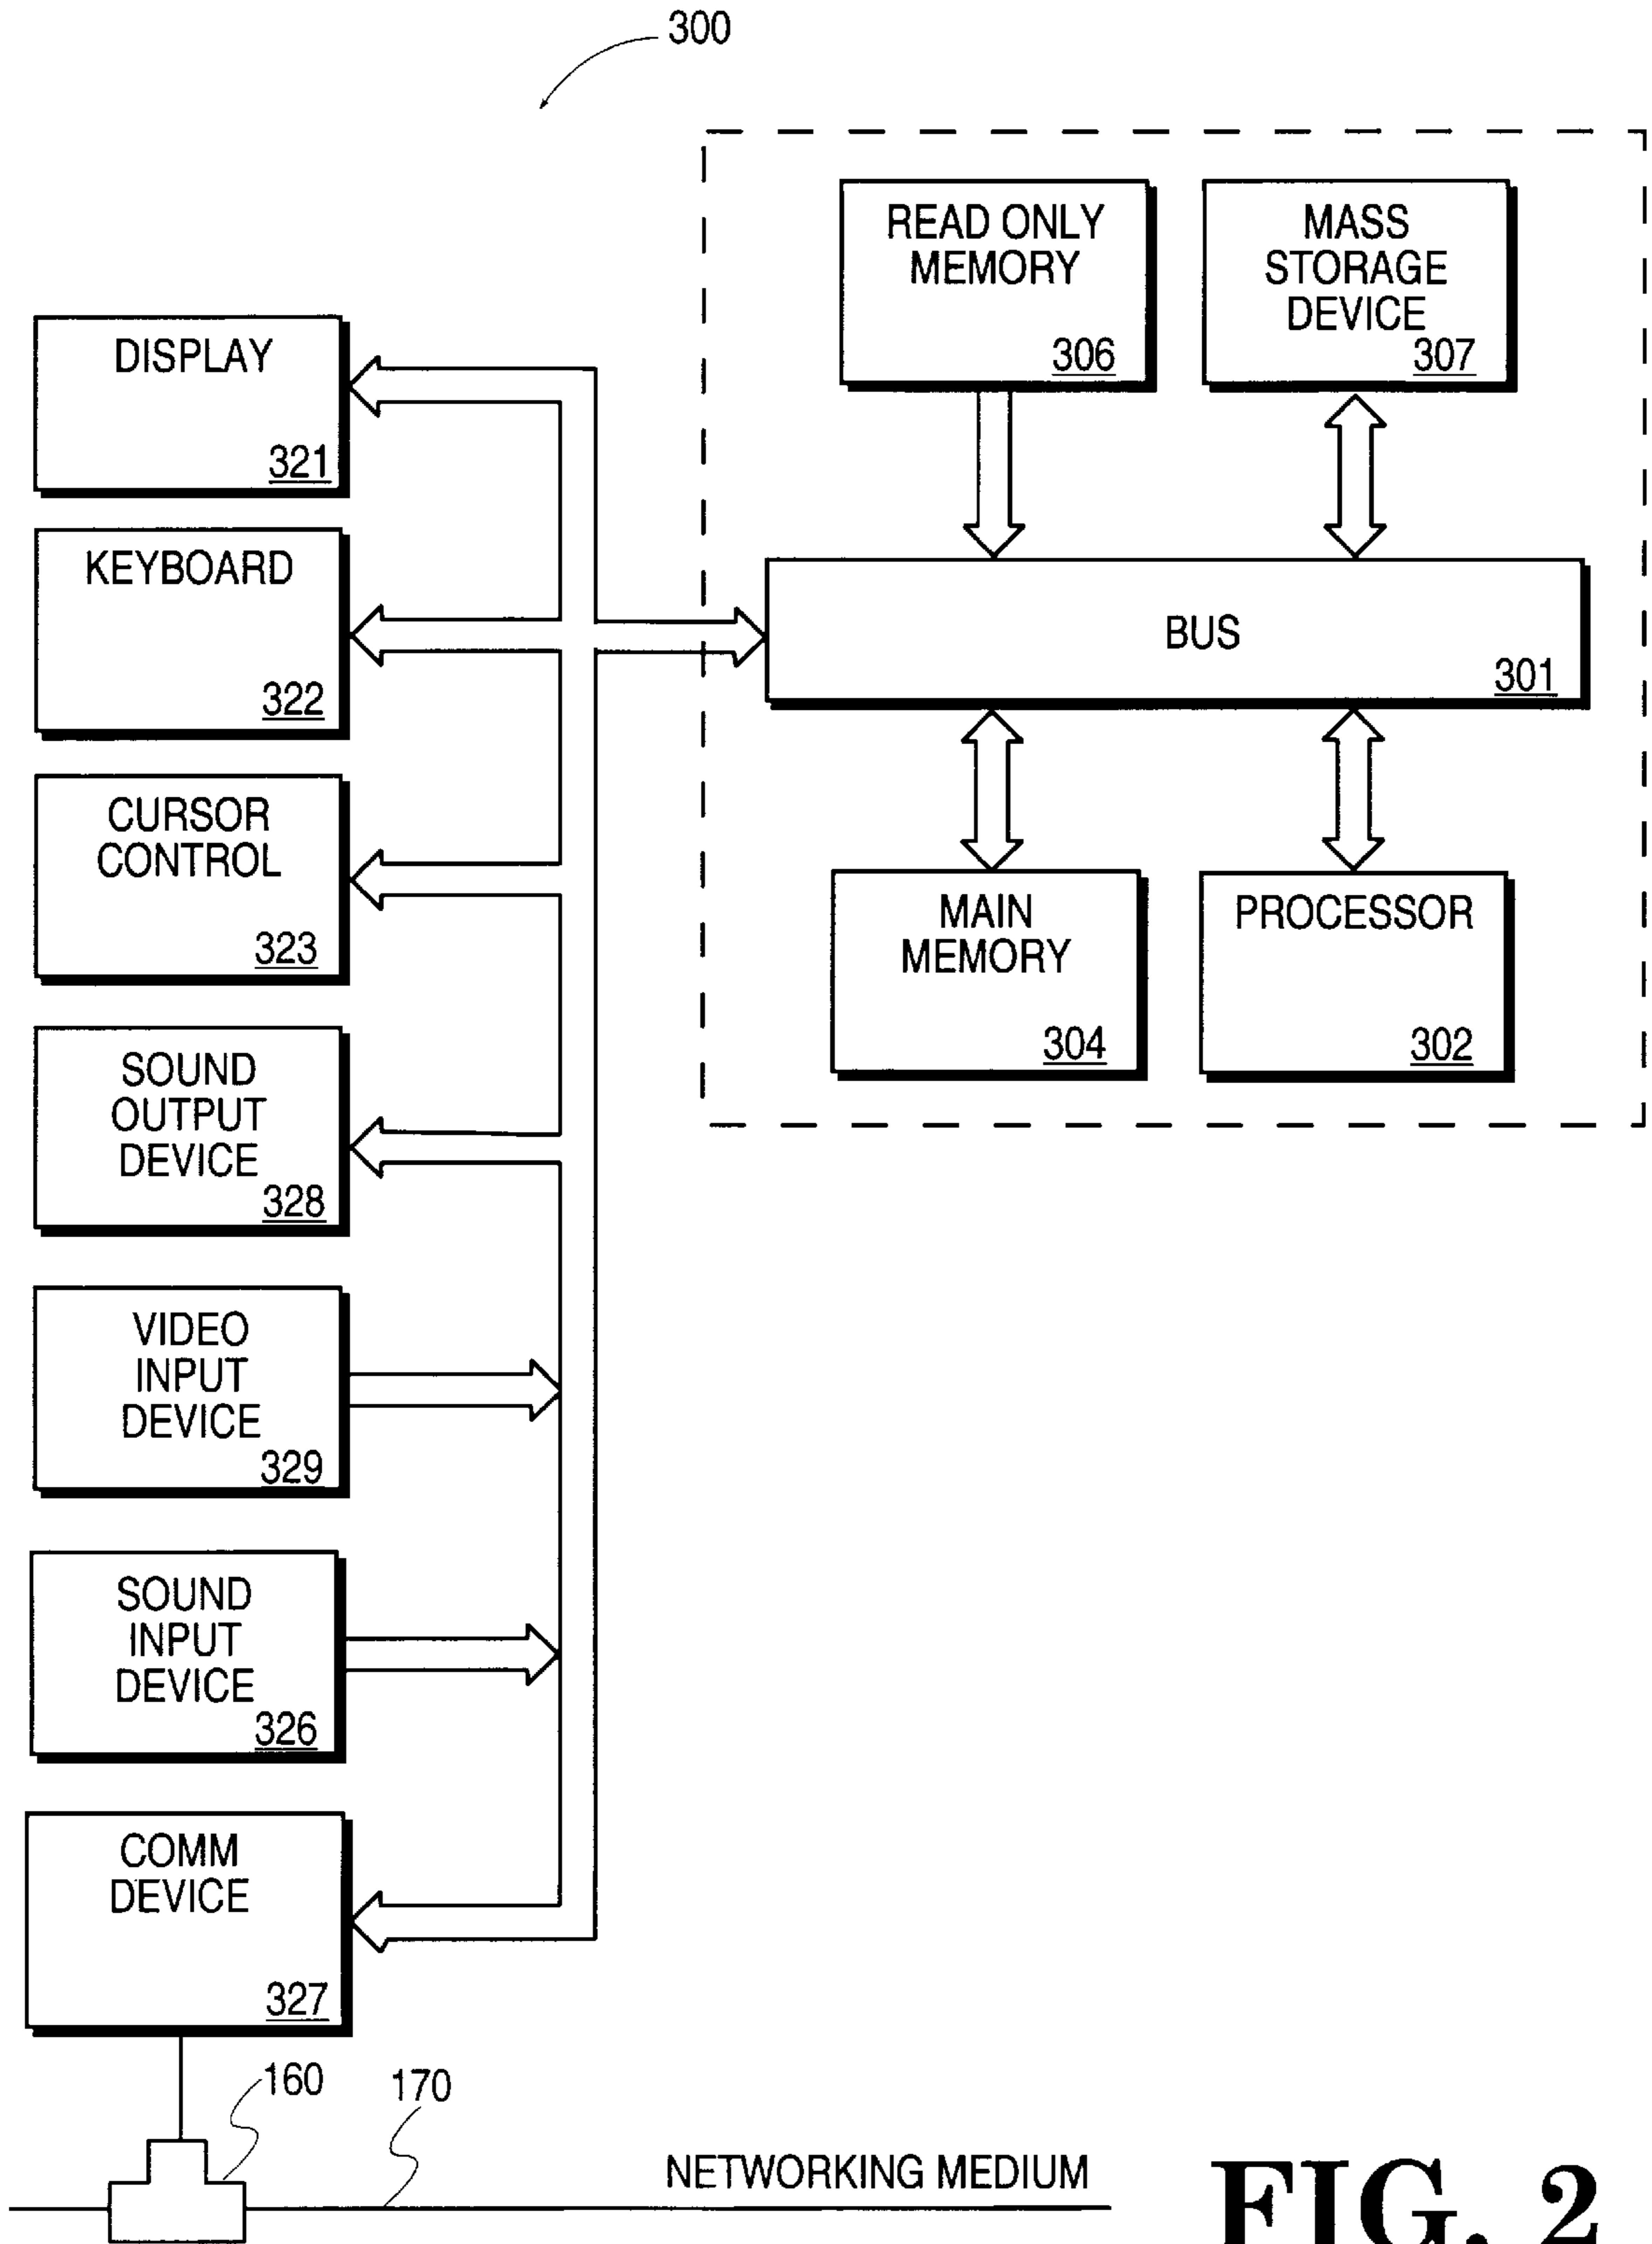 300
READ ONLY
MEMORY
306
MASS
STORAGE
DEVICE
307
DISPLAY
321
KEYBOARD
322
BUS
301
CURSOR
CONTROL
323
MAIN
MEMORY
304
PROCESSOR
302
SOUND
OUTPUT
DEVICE
328
VIDEO
INPUT
DEVICE
329
SOUND
INPUT
DEVICE
326
COMM
DEVICE
327
160
170
NETWORKING MEDIUM
FIG. 2